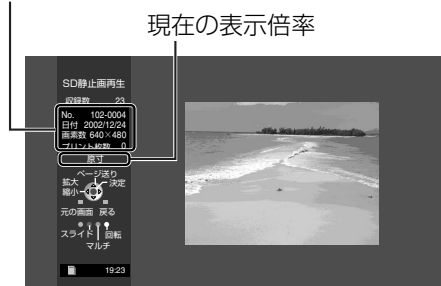 現在の表示倍率
SD静止画再生
収録数 23
No. 102-0004
日付 2002/12/24
画素数 640×480
プリント枚数 0
原寸
ページ送り
拡大 決定
縮小
元の画面 戻る
スライド 回転
マルチ
19:23